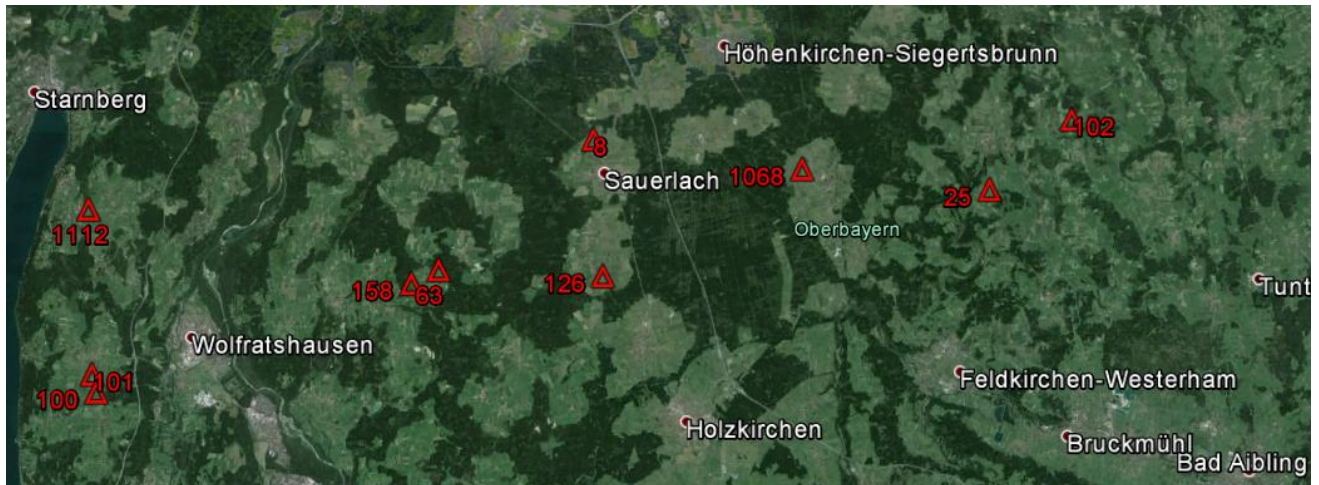 Höhenkirchen-Siegertsbrunn
Starnberg
102
8
1068
Sauerlach
25
1112
Oberbayern
126
158
63
Tunt
Wolfratshausen
101
Feldkirchen-Westerham
100
Holzkirchen
Bruckmühl
Bad Aibling